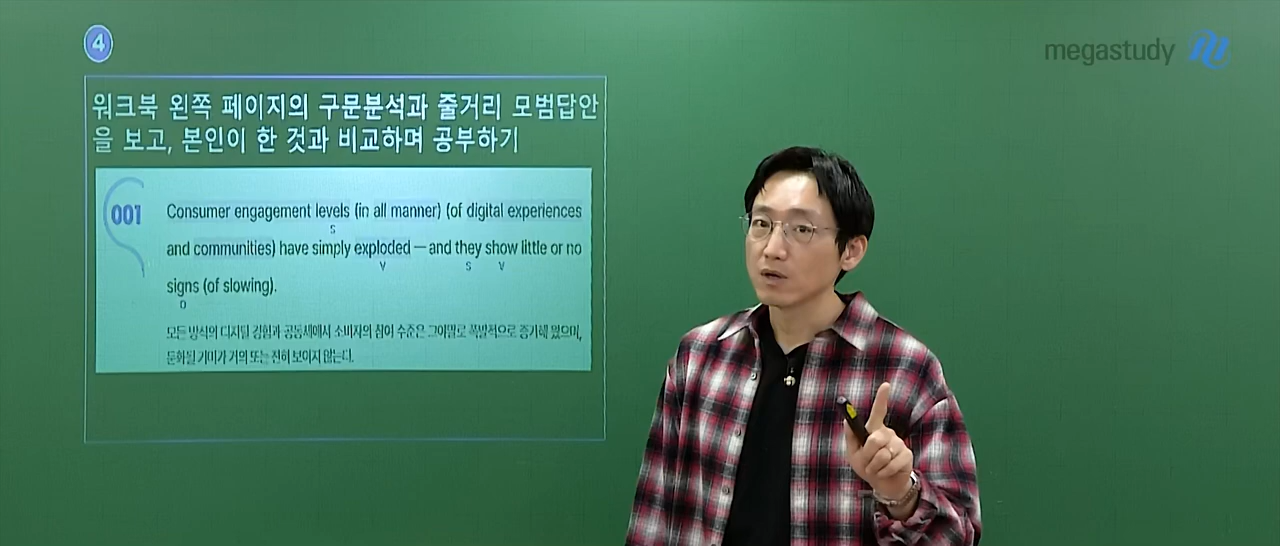 4
megastudy
워크북 왼쪽 페이지의 구문분석과 줄거리 모범답안
을 보고, 본인이 한 것과 비교하며 공부하기
001
Consumer engagement levels (in all manner) (of digital experiences
S
and communities) have simply exploded — and they show little or no
V S V
signs (of slowing).
O
모든 방식의 디지털 경험과 공동체에서 소비자의 참여 수준은 그야말로 폭발적으로 증가해 왔으며,
둔화될 기미가 거의 또는 전혀 보이지 않는다.